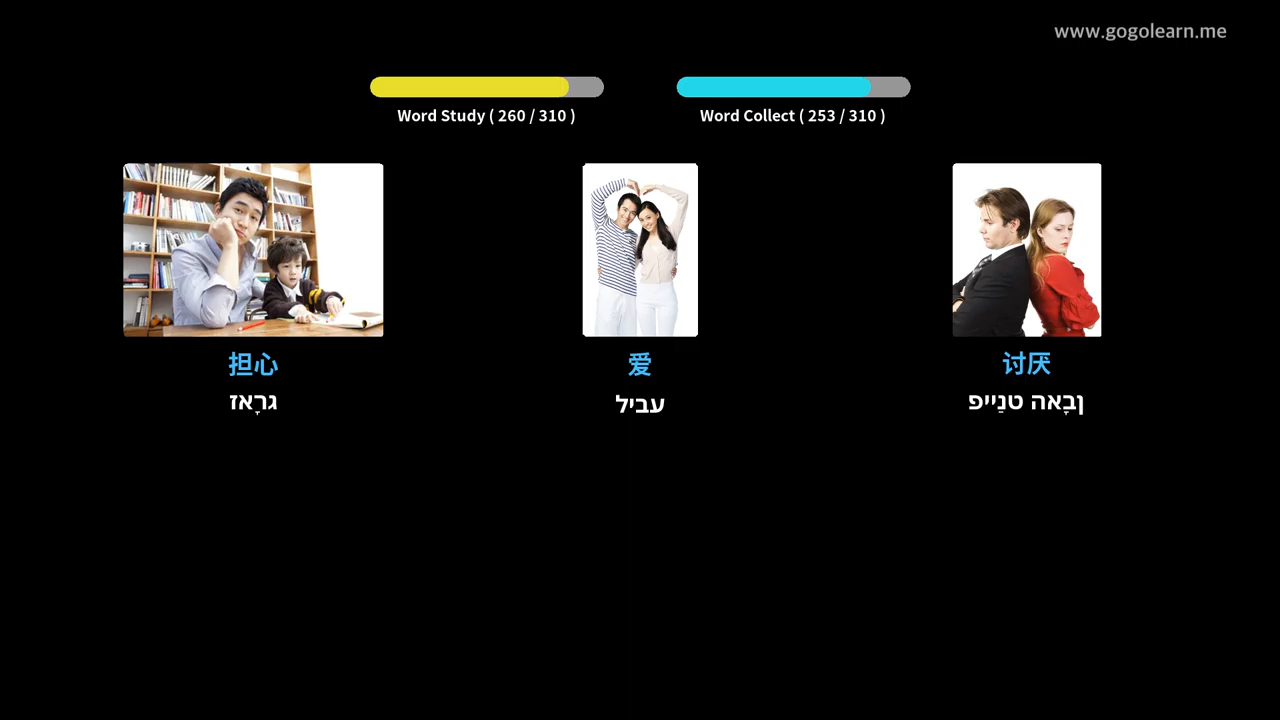 www.gogolearn.me
Word Study ( 260 / 310 )
Word Collect ( 253 / 310 )
担心
גרָאז
爱
עביל
讨厌
ןבָאה טנַייפ